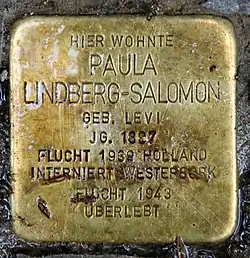 HIER WOHNTE
PAULA
LINDBERG-SALOMON
GEB. LEVI
JG. 1897
FLUCHT 1939 HOLLAND
INTERNIERT WESTERBORK
FLUCHT 1943
ÜBERLEBT